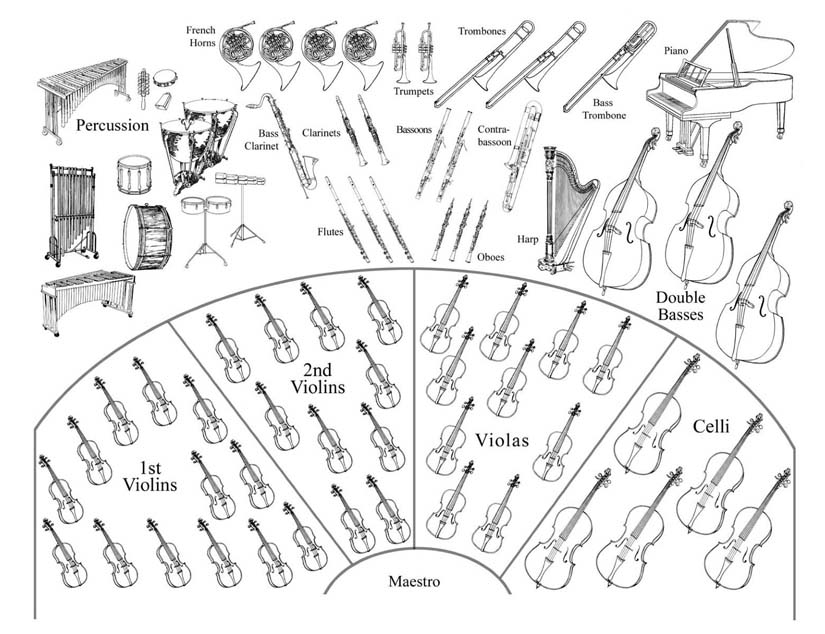 French
Horns
Trombones
Piano
Trumpets
Bass
Trombone
Percussion
Bass
Clarinet
Clarinets
Bassoons
Contra-
bassoon
Flutes
Harp
Oboes
Double
Basses
2nd
Violins
1st
Violins
Violas
Celli
Maestro